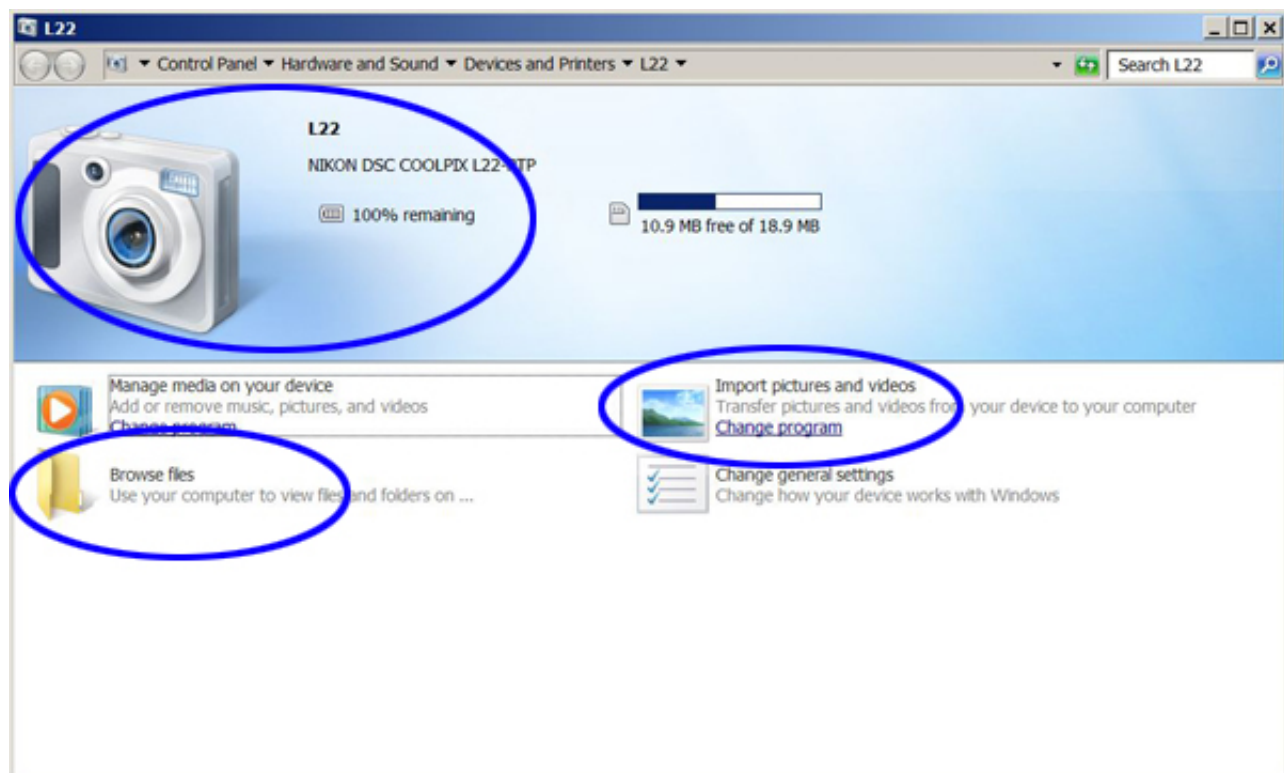 L22
Control Panel Hardware and Sound Devices and Printers L22 Search L22
L22
NIKON DSC COOLPIX L22-PTP
100% remaining
10.9 MB free of 18.9 MB
Manage media on your device
Add or remove music, pictures, and videos
Change program
Import pictures and videos
Transfer pictures and videos from your device to your computer
Change program
Browse files
Use your computer to view files and folders on ...
Change general settings
Change how your device works with Windows